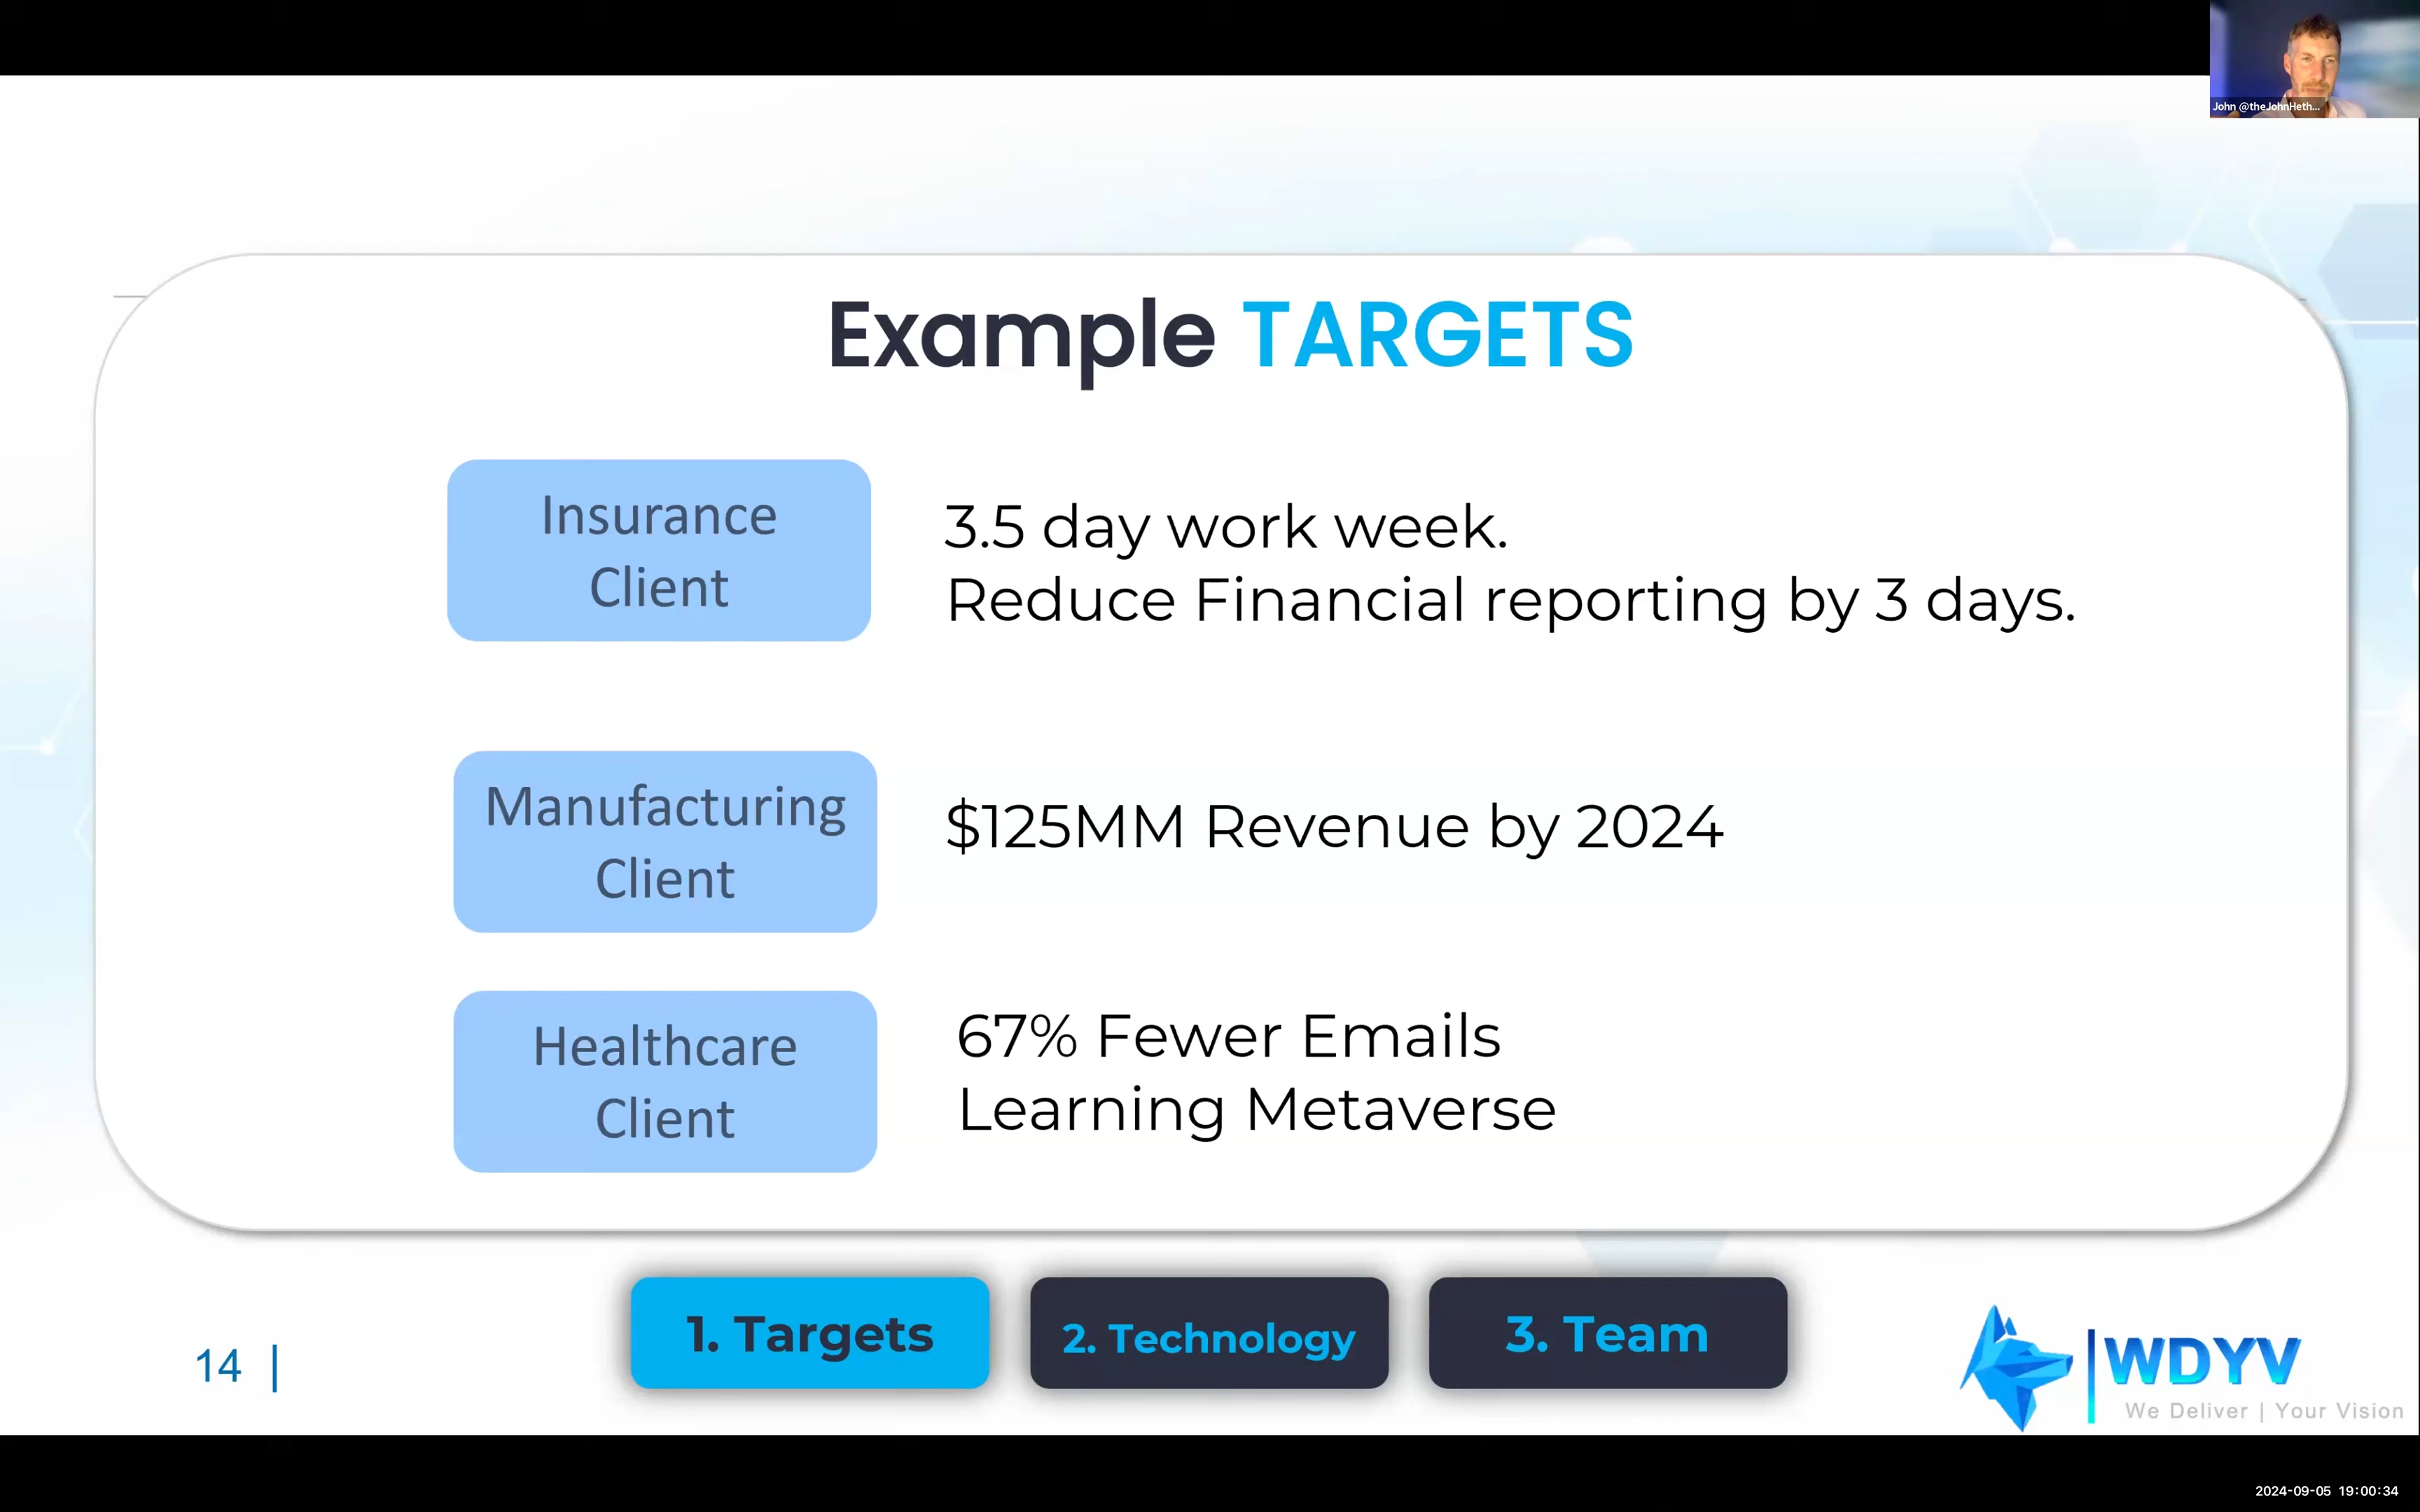 John @theJohnHeth...
Example TARGETS
Insurance
Client
3.5 day work week.
Reduce Financial reporting by 3 days.
Manufacturing
Client
$125MM Revenue by 2024
Healthcare
Client
67% Fewer Emails
Learning Metaverse
1. Targets
2. Technology
3. Team
14 |
WDYV
We Deliver | Your Vision
2024-09-05 19:00:34